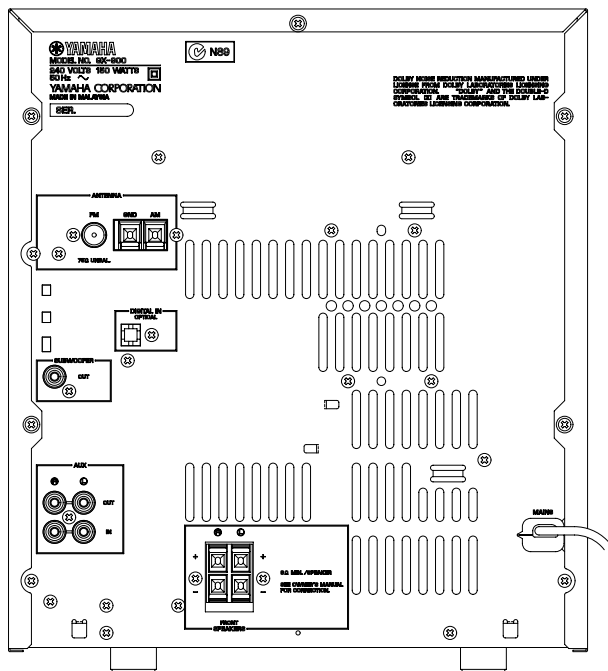 YAMAHA
MODEL NO. GX-900
240 VOLTS 150 WATTS
50Hz
YAMAHA CORPORATION
MADE IN MALAYSIA
SER.
N89
DOLBY NOISE REDUCTION MANUFACTURED UNDER
LICENSE FROM DOLBY LABORATORIES LICENSING
CORPORATION. "DOLBY" AND THE DOUBLE-D
SYMBOL ARE TRADEMARKS OF DOLBY LAB-
ORATORIES LICENSING CORPORATION.
ANTENNA
FM GND AM
75Ω UNBAL.
DIGITAL IN
OPTICAL
SUBWOOFER
OUT
AUX
R L
OUT
IN
MAINS
R L
+ +
6Ω MIN. /SPEAKER
SEE OWNER'S MANUAL
FOR CONNECTION.
- -
FRONT
SPEAKERS